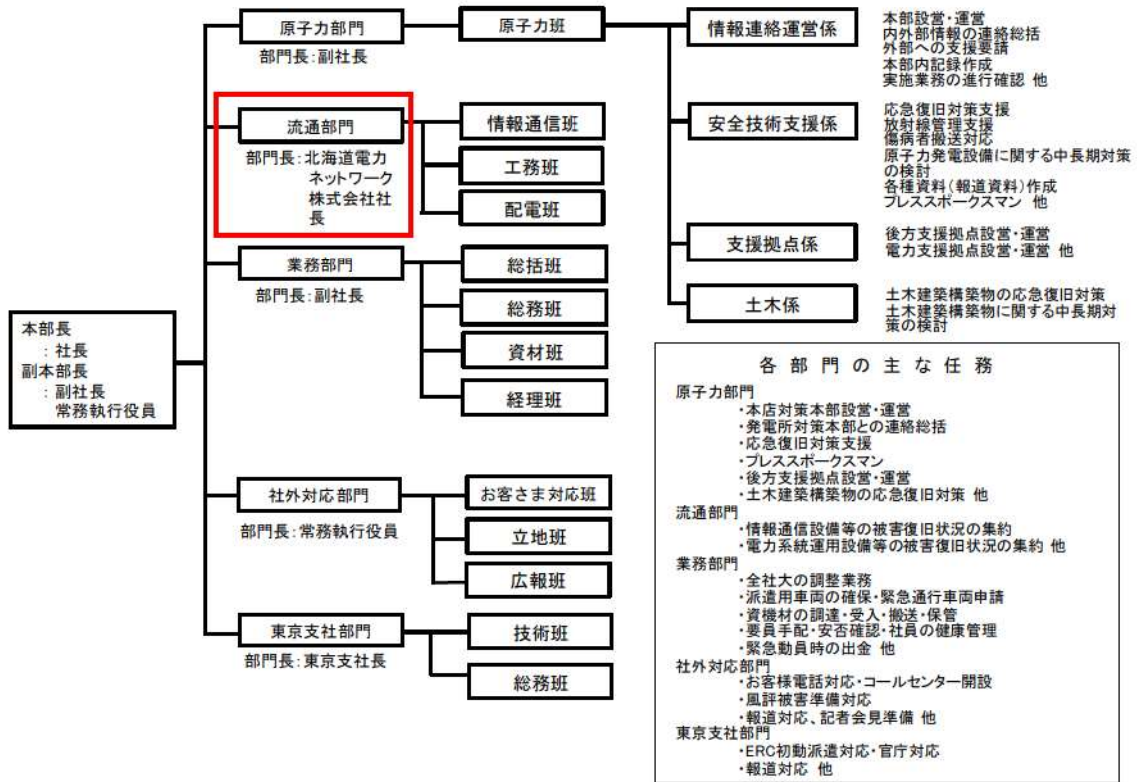 原子力部門
部門長:副社長
原子力班
情報連絡運営係
本部設営・運営
内外部情報の連絡総括
外部への支援要請
本部内記録作成
実施業務の進行確認 他
流通部門
部門長:北海道電力
ネットワーク
株式会社社
長
情報通信班
工務班
配電班
安全技術支援係
応急復旧対策支援
放射線管理支援
傷病者搬送対応
原子力発電設備に関する中長期対策
の検討
各種資料(報道資料)作成
プレススポークスマン 他
支援拠点係
後方支援拠点設営・運営
電力支援拠点設営・運営 他
土木係
土木建築構築物の応急復旧対策
土木建築構築物に関する中長期対
策の検討
業務部門
部門長:副社長
総括班
総務班
資材班
経理班
本部長
:社長
副本部長
:副社長
常務執行役員
社外対応部門
部門長:常務執行役員
お客さま対応班
立地班
広報班
東京支社部門
部門長:東京支社長
技術班
総務班
各部門の主な任務
原子力部門
・本店対策本部設営・運営
・発電所対策本部との連絡総括
・応急復旧対策支援
・プレススポークスマン
・後方支援拠点設営・運営
・土木建築構築物の応急復旧対策 他
流通部門
・情報通信設備等の被害復旧状況の集約
・電力系統運用設備等の被害復旧状況の集約 他
業務部門
・全社大の調整業務
・派遣用車両の確保・緊急通行車両申請
・資機材の調達・受入・搬送・保管
・要員手配・安否確認・社員の健康管理
・緊急動員時の出金 他
社外対応部門
・お客様電話対応・コールセンター開設
・風評被害準備対応
・報道対応、記者会見準備 他
東京支社部門
・ERC初動派遣対応・官庁対応
・報道対応 他